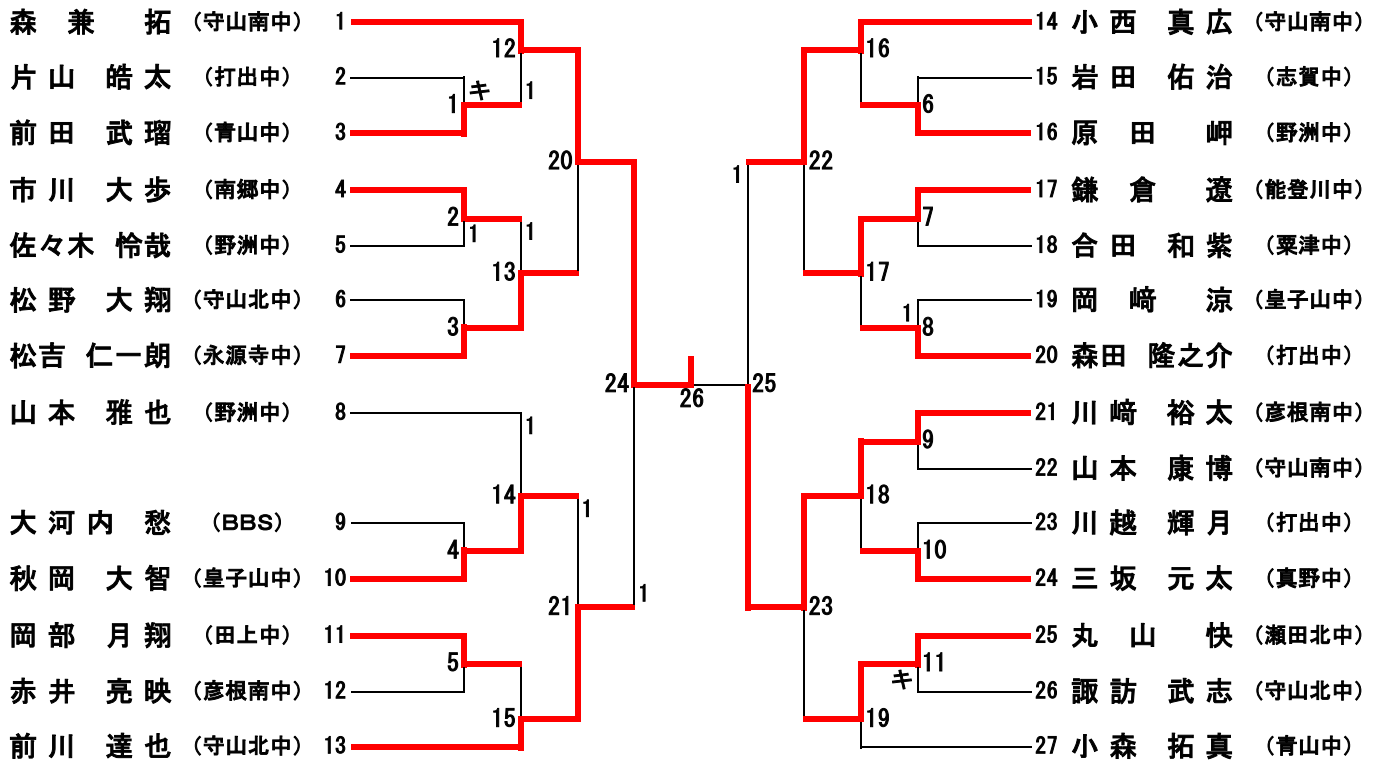 森 兼 拓 （守山南中） 1
片山 皓太 （打出中） 2
前田 武瑠 （青山中） 3
市川 大歩 （南郷中） 4
佐々木 怜哉 （野洲中） 5
松野 大翔 （守山北中） 6
松吉 仁一朗 （永源寺中） 7
山本 雅也 （野洲中） 8
大河内 愁 （BBS） 9
秋岡 大智 （皇子山中） 10
岡部 月翔 （田上中） 11
赤井 亮映 （彦根南中） 12
前川 達也 （守山北中） 13
12
1 キ 1
20
2 1 1
13
3
24
1
14
4 1
21 1
5
15
26
16
6
1 22
7
17
1 8
25
9
18
10
23
11
キ
19
14 小西 真広 （守山南中）
15 岩田 佑治 （志賀中）
16 原田 岬 （野洲中）
17 鎌倉 遼 （能登川中）
18 合田 和紫 （粟津中）
19 岡﨑 涼 （皇子山中）
20 森田 隆之介 （打出中）
21 川﨑 裕太 （彦根南中）
22 山本 康博 （守山南中）
23 川越 輝月 （打出中）
24 三坂 元太 （真野中）
25 丸山 快 （瀬田北中）
26 諏訪 武志 （守山北中）
27 小森 拓真 （青山中）